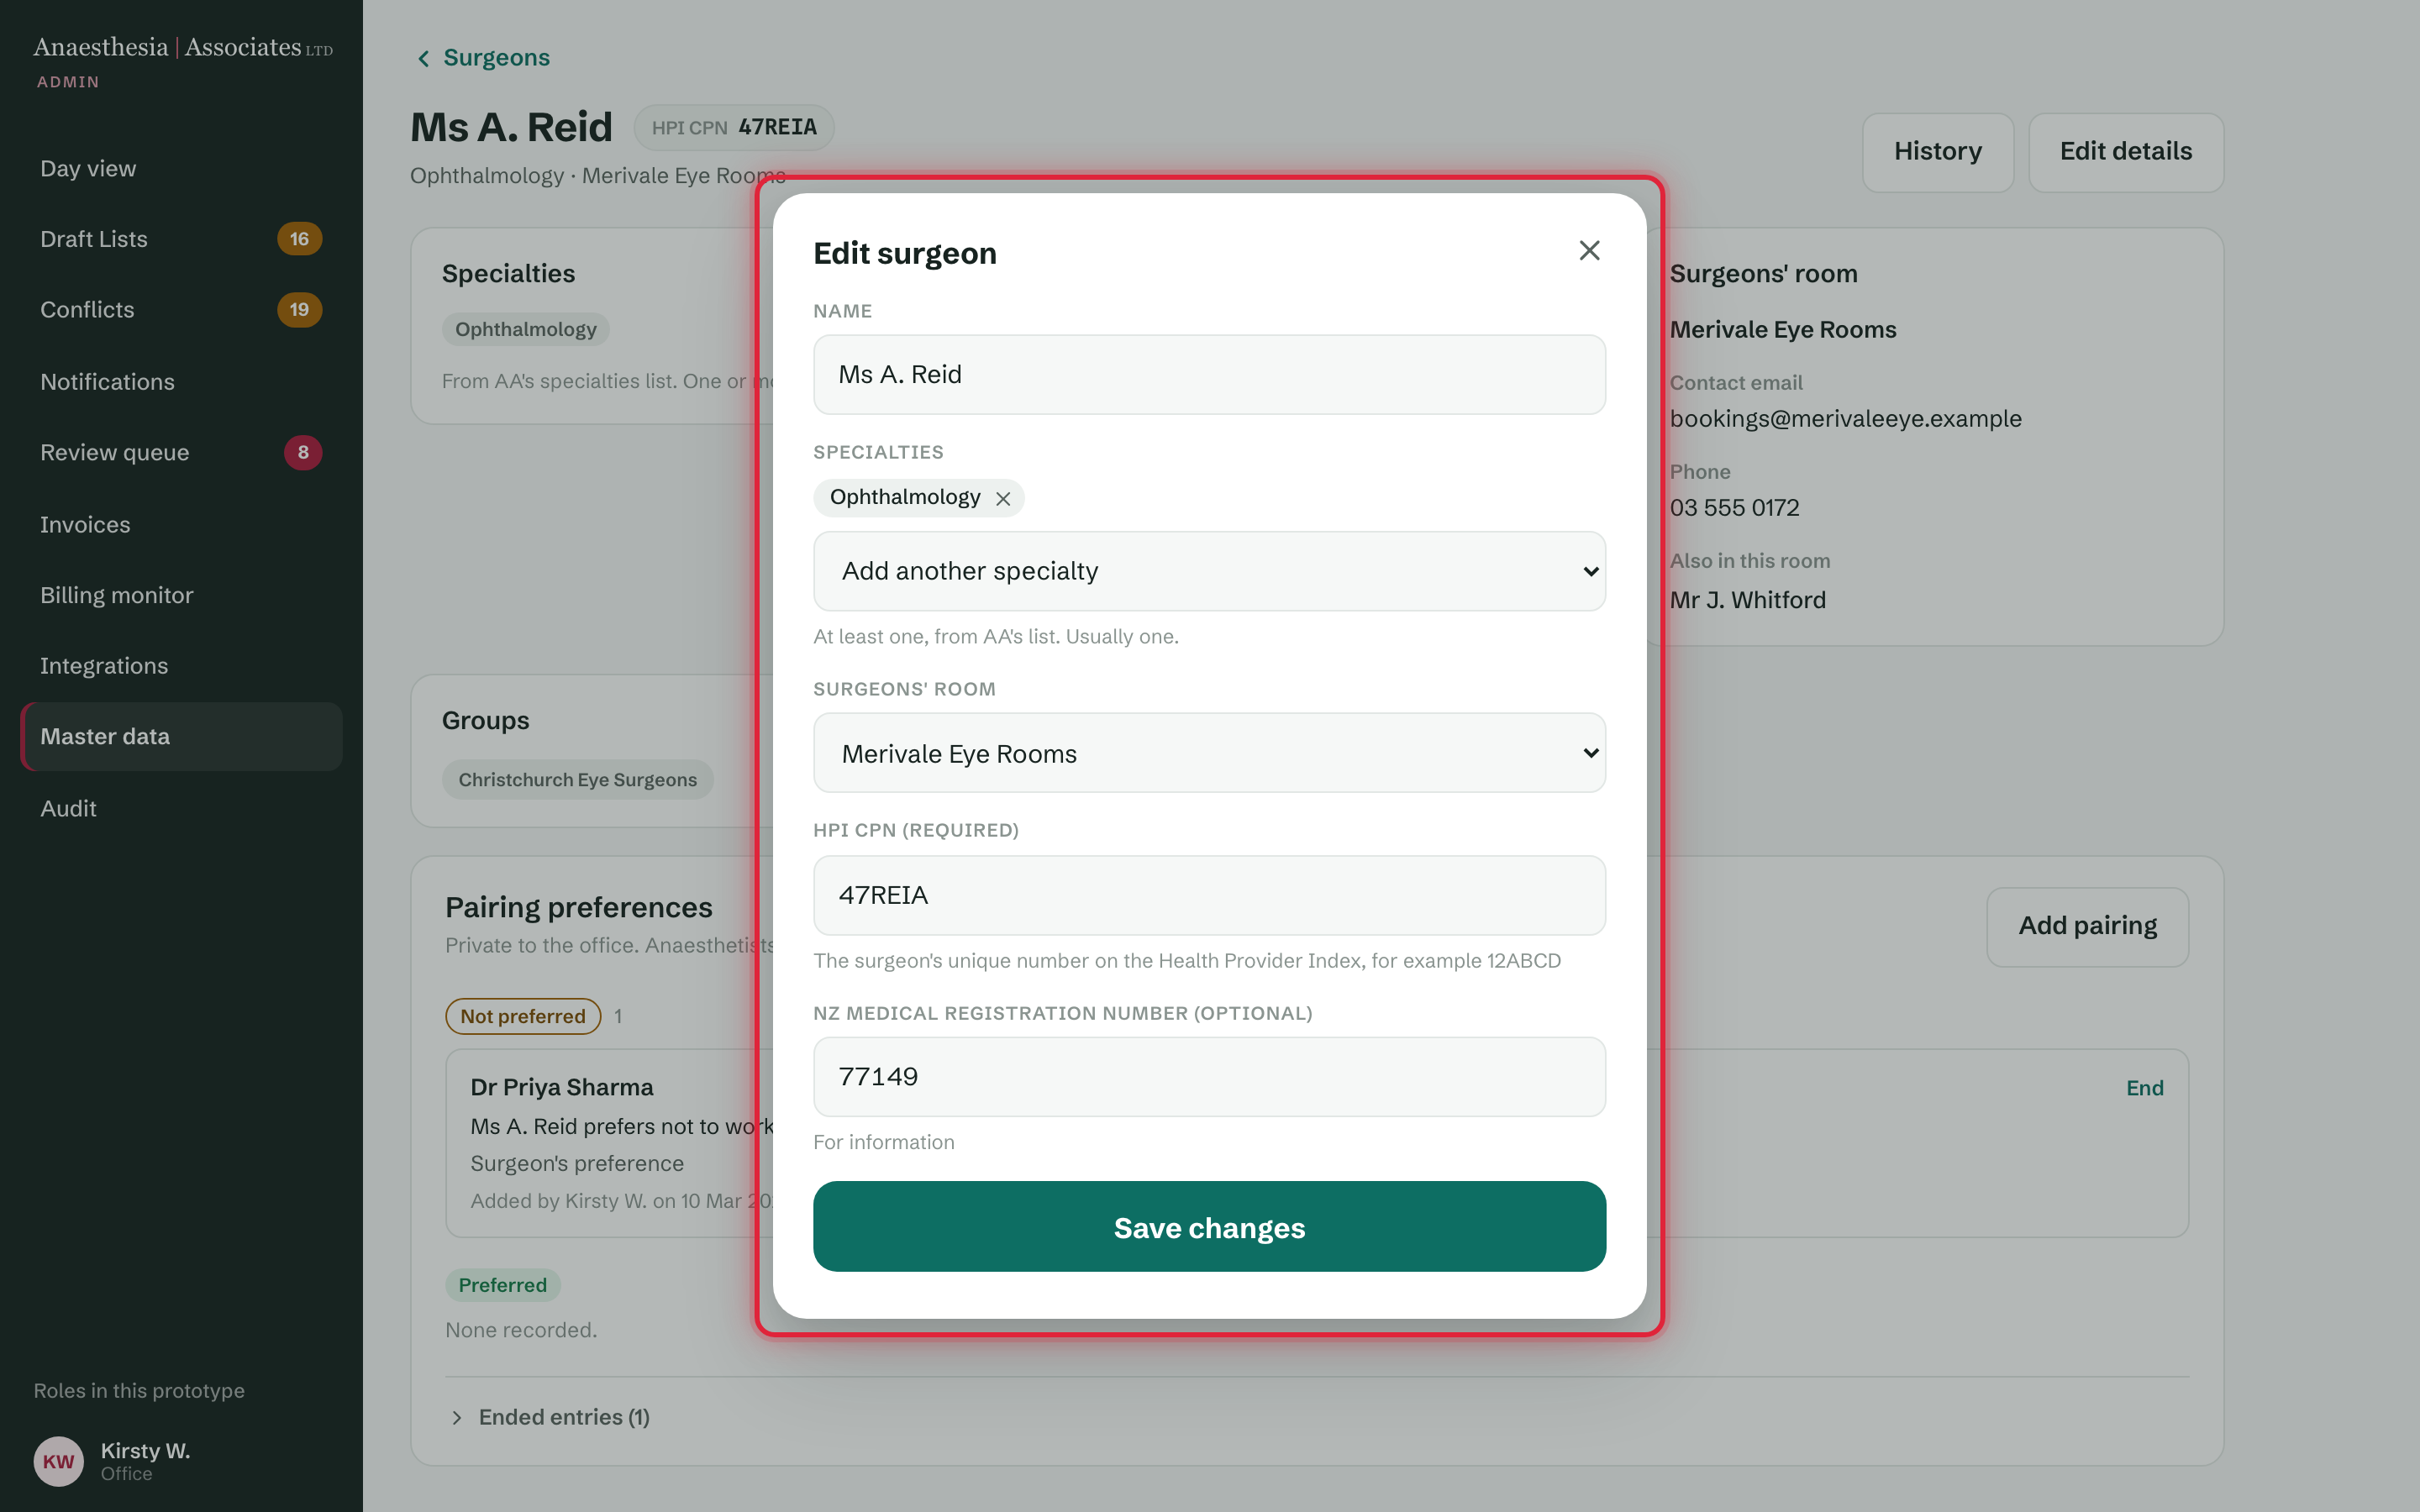 Anaesthesia | Associates LTD
ADMIN
Day view
Draft Lists 16
Conflicts 19
Notifications
Review queue 8
Invoices
Billing monitor
Integrations
Master data
Audit
Roles in this prototype
KW
Kirsty W.
Office
Surgeons
Ms A. Reid
HPI CPN 47REIA
Ophthalmology · Merivale Eye Rooms
History
Edit details
Specialties
Ophthalmology
From AA's specialties list. One or
Groups
Christchurch Eye Surgeons
Surgeons' room
Merivale Eye Rooms
Contact email
bookings@merivaleeye.example
Phone
03 555 0172
Also in this room
Mr J. Whitford
Pairing preferences
Private to the office. Anaesthetists
Add pairing
Not preferred 1
Dr Priya Sharma
End
Ms A. Reid prefers not to work
Surgeon's preference
Added by Kirsty W. on 10 Mar
Preferred
None recorded.
Ended entries (1)
Edit surgeon
NAME
Ms A. Reid
SPECIALTIES
Ophthalmology
Add another specialty
At least one, from AA's list. Usually one.
SURGEONS' ROOM
Merivale Eye Rooms
HPI CPN (REQUIRED)
47REIA
The surgeon's unique number on the Health Provider Index, for example 12ABCD
NZ MEDICAL REGISTRATION NUMBER (OPTIONAL)
77149
For information
Save changes